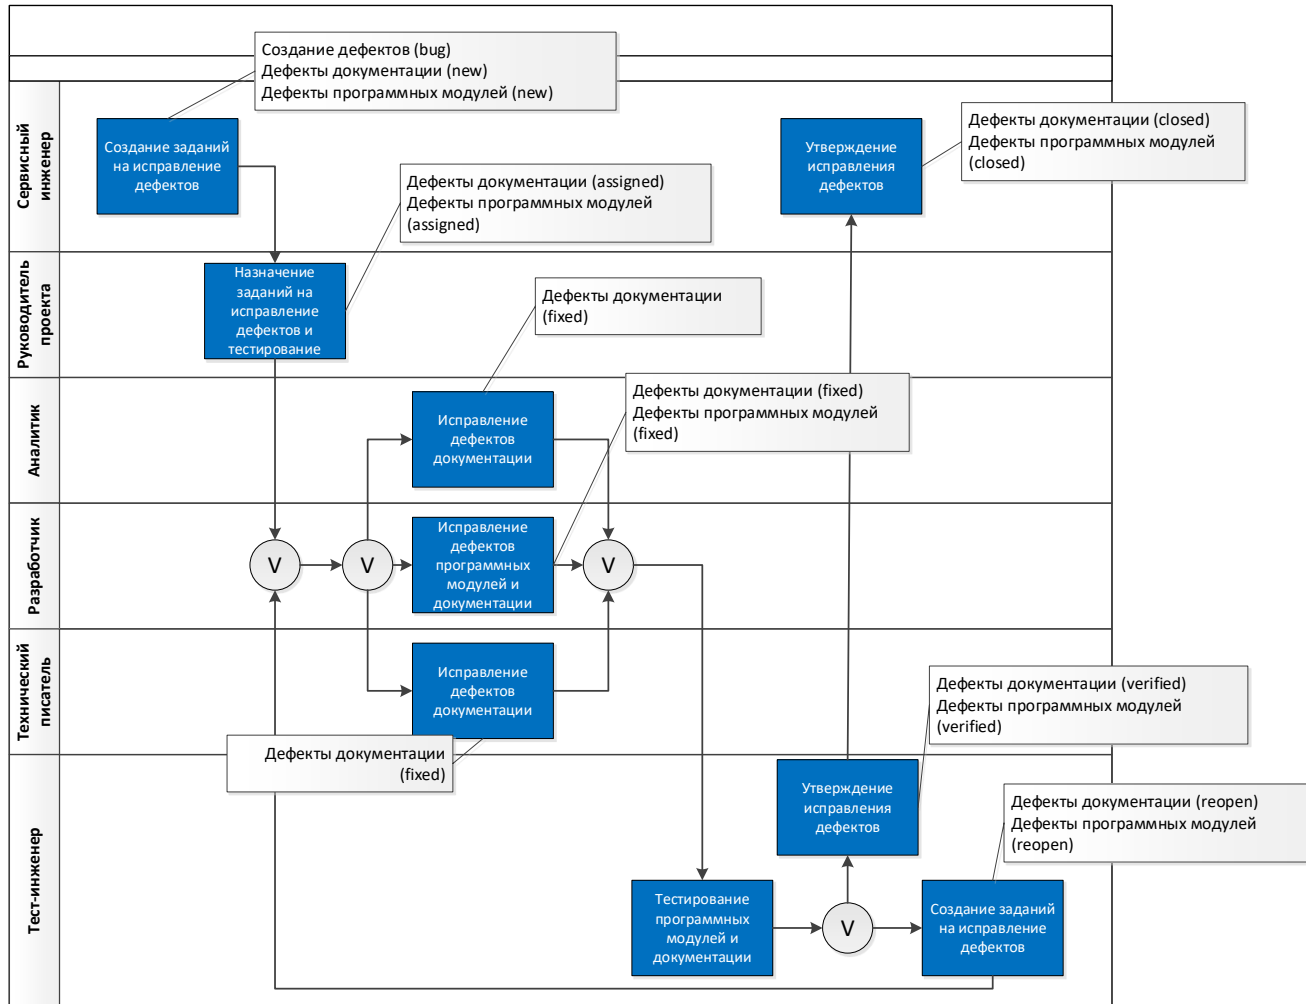 Создание дефектов (bug)
Дефекты документации (new)
Дефекты программных модулей (new)
Сервисный
инженер
Создание заданий
на исправление
дефектов
Утверждение
исправления
дефектов
Дефекты документации (closed)
Дефекты программных модулей
(closed)
Дефекты документации (assigned)
Дефекты программных модулей
(assigned)
Руководитель
проекта
Назначение
заданий на
исправление
дефектов и
тестирование
Дефекты документации
(fixed)
Аналитик
Исправление
дефектов
документации
Дефекты документации (fixed)
Дефекты программных модулей
(fixed)
Разработчик
V
V
Исправление
дефектов
программных
модулей и
документации
V
Технический
писатель
Исправление
дефектов
документации
Дефекты документации
(fixed)
Дефекты документации (verified)
Дефекты программных модулей
(verified)
Тест-инженер
Утверждение
исправления
дефектов
Дефекты документации (reopen)
Дефекты программных модулей
(reopen)
Тестирование
программных
модулей и
документации
V
Создание заданий
на исправление
дефектов